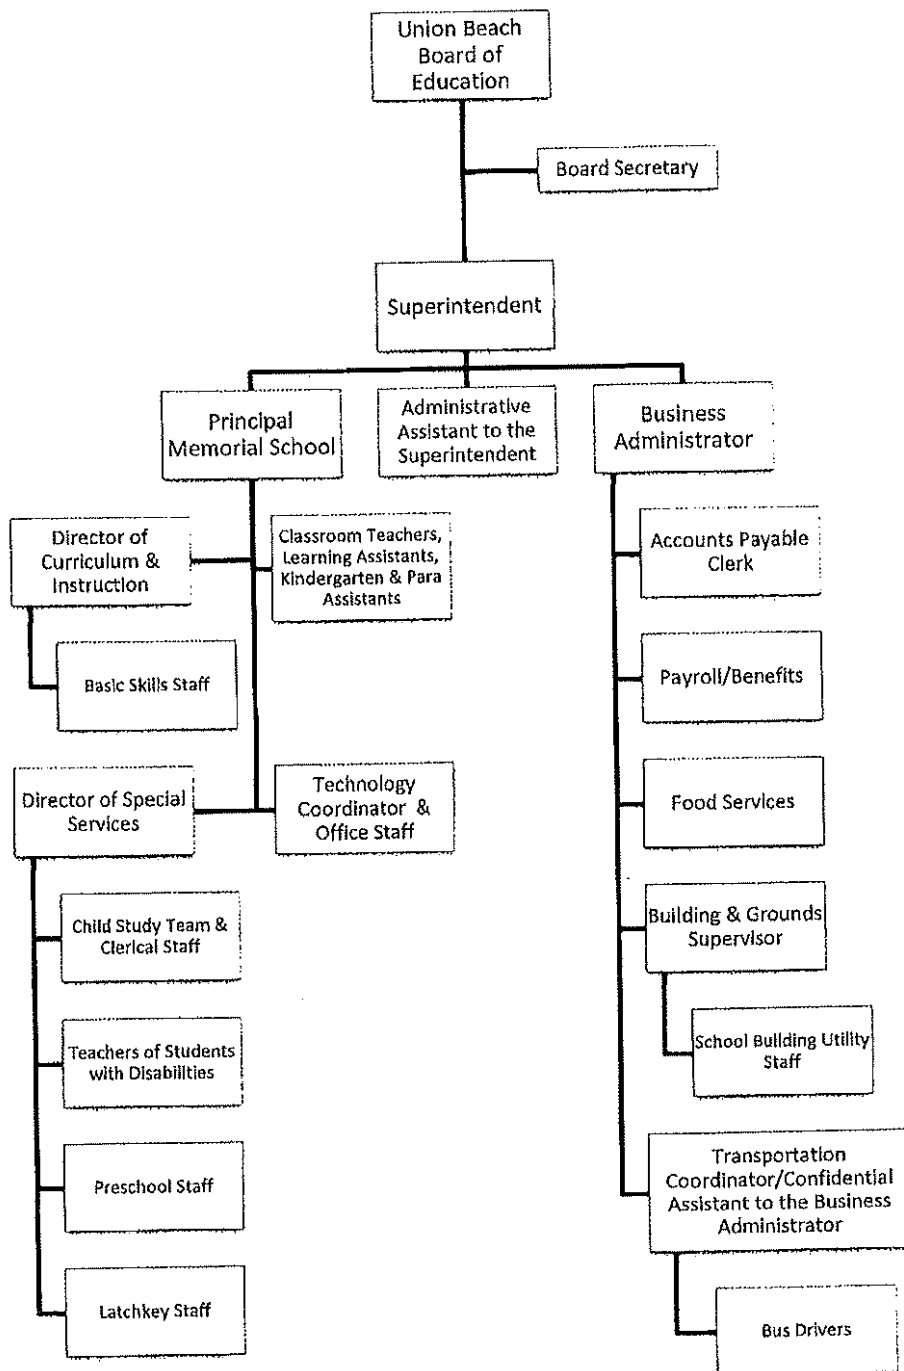 Union Beach
Board of
Education
Board Secretary
Superintendent
Principal
Memorial School
Administrative
Assistant to the
Superintendent
Business
Administrator
Director of
Curriculum &
Instruction
Classroom Teachers,
Learning Assistants,
Kindergarten & Para
Assistants
Accounts Payable
Clerk
Basic Skills Staff
Payroll/Benefits
Director of Special
Services
Technology
Coordinator &
Office Staff
Food Services
Child Study Team &
Clerical Staff
Building & Grounds
Supervisor
Teachers of Students
with Disabilities
School Building Utility
Staff
Preschool Staff
Transportation
Coordinator/Confidential
Assistant to the Business
Administrator
Latchkey Staff
Bus Drivers